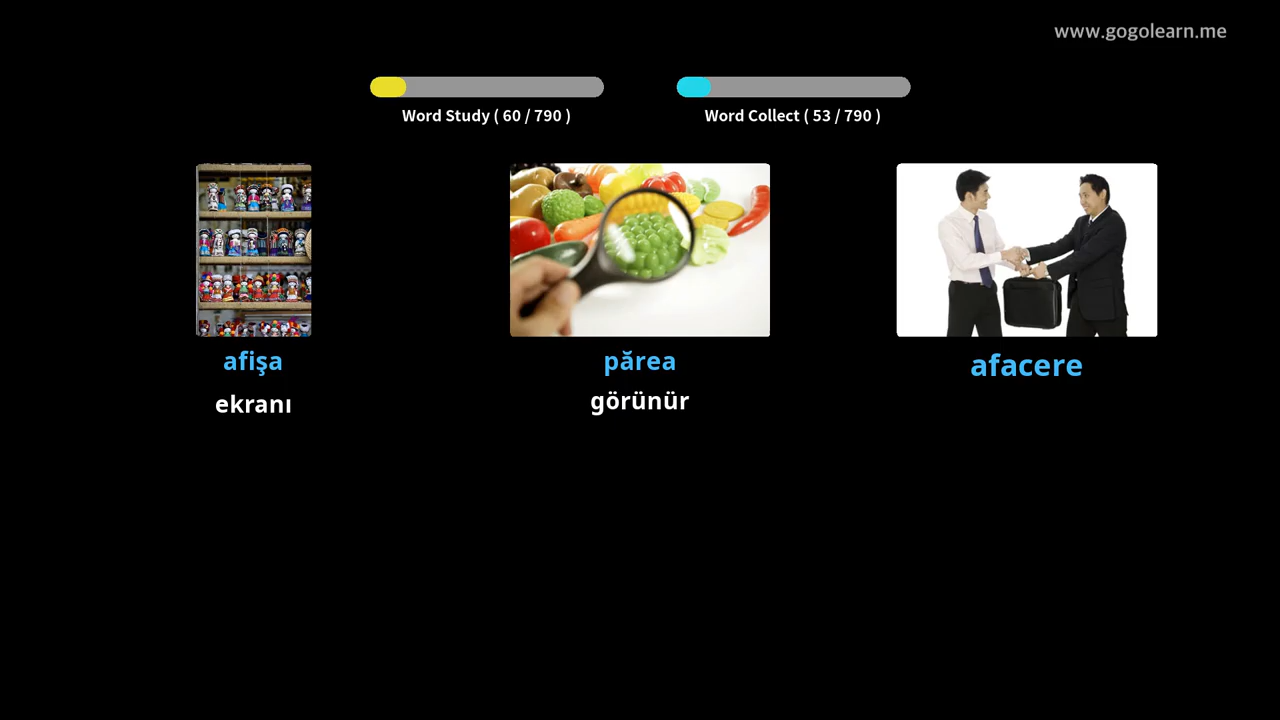 www.gogolearn.me
Word Study ( 60 / 790 )
Word Collect ( 53 / 790 )
afişa
ekranı
părea
görünür
afacere